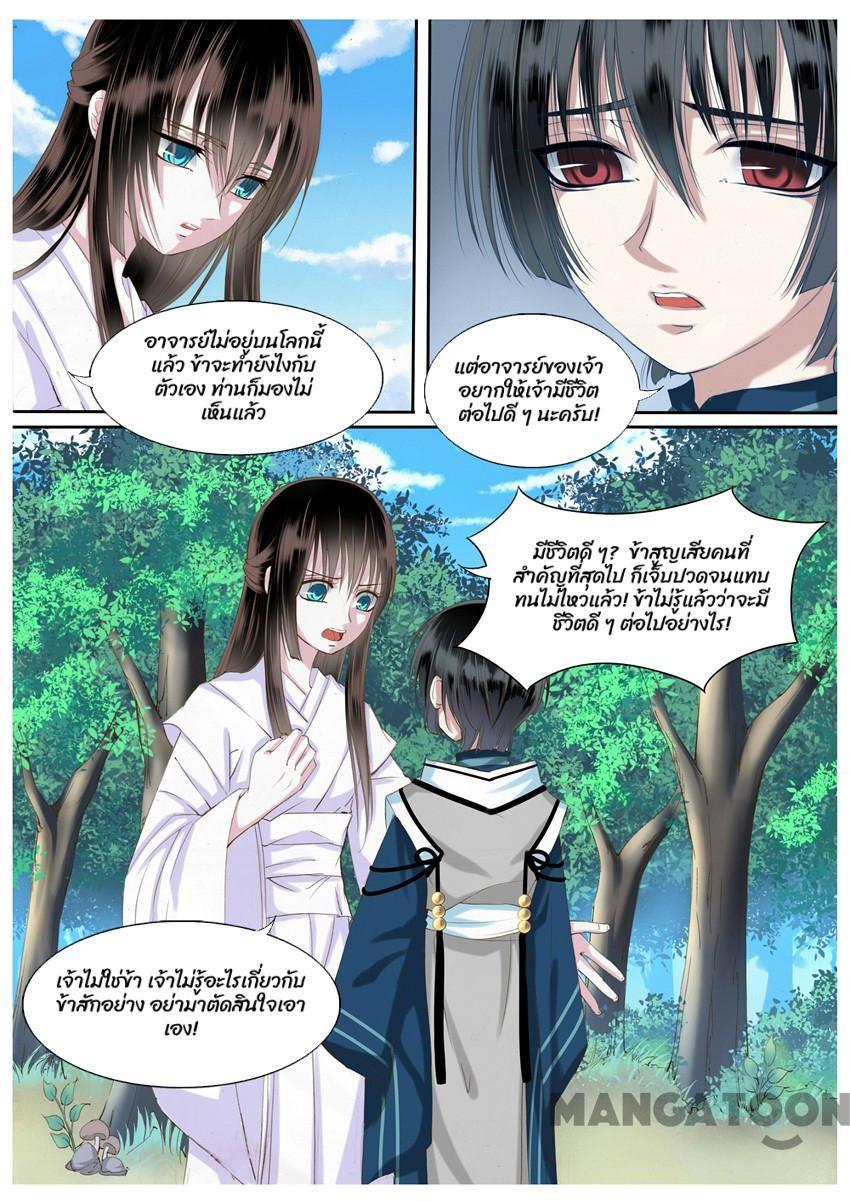 อาจารย์ไม่อยู่บนโลกนี้
แล้ว ข้าจะทำยังไงกับ
ตัวเอง ท่านก็มองไม่
เห็นแล้ว
แต่อาจารย์ของเจ้า
อยากให้เจ้ามีชีวิต
ต่อไปดี ๆ นะครับ!
มีชีวิตดี ๆ? ข้าสูญเสียคนที่
สำคัญที่สุดไป ก็เจ็บปวดจนแทบ
ทนไม่ไหวแล้ว! ข้าไม่รู้แล้วว่าจะมี
ชีวิตดี ๆ ต่อไปอย่างไร!
เจ้าไม่ใช่ข้า เจ้าไม่รู้อะไรเกี่ยวกับ
ข้าสักอย่าง อย่ามาตัดสินใจเอา
เอง!
MANGATOON